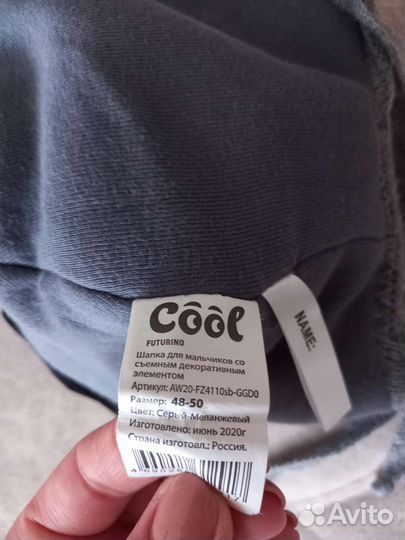 Cool
FUTURINO
Шапка для мальчиков со
съемным декоративным
элементом
Артикул: AW20-FZ4110sb-GGD0
Размер: 48-50
Цвет: Серый-Меланжевый
Изготовлено: июнь 2020г
Страна изготовл.: Россия.
NAME:
Avito